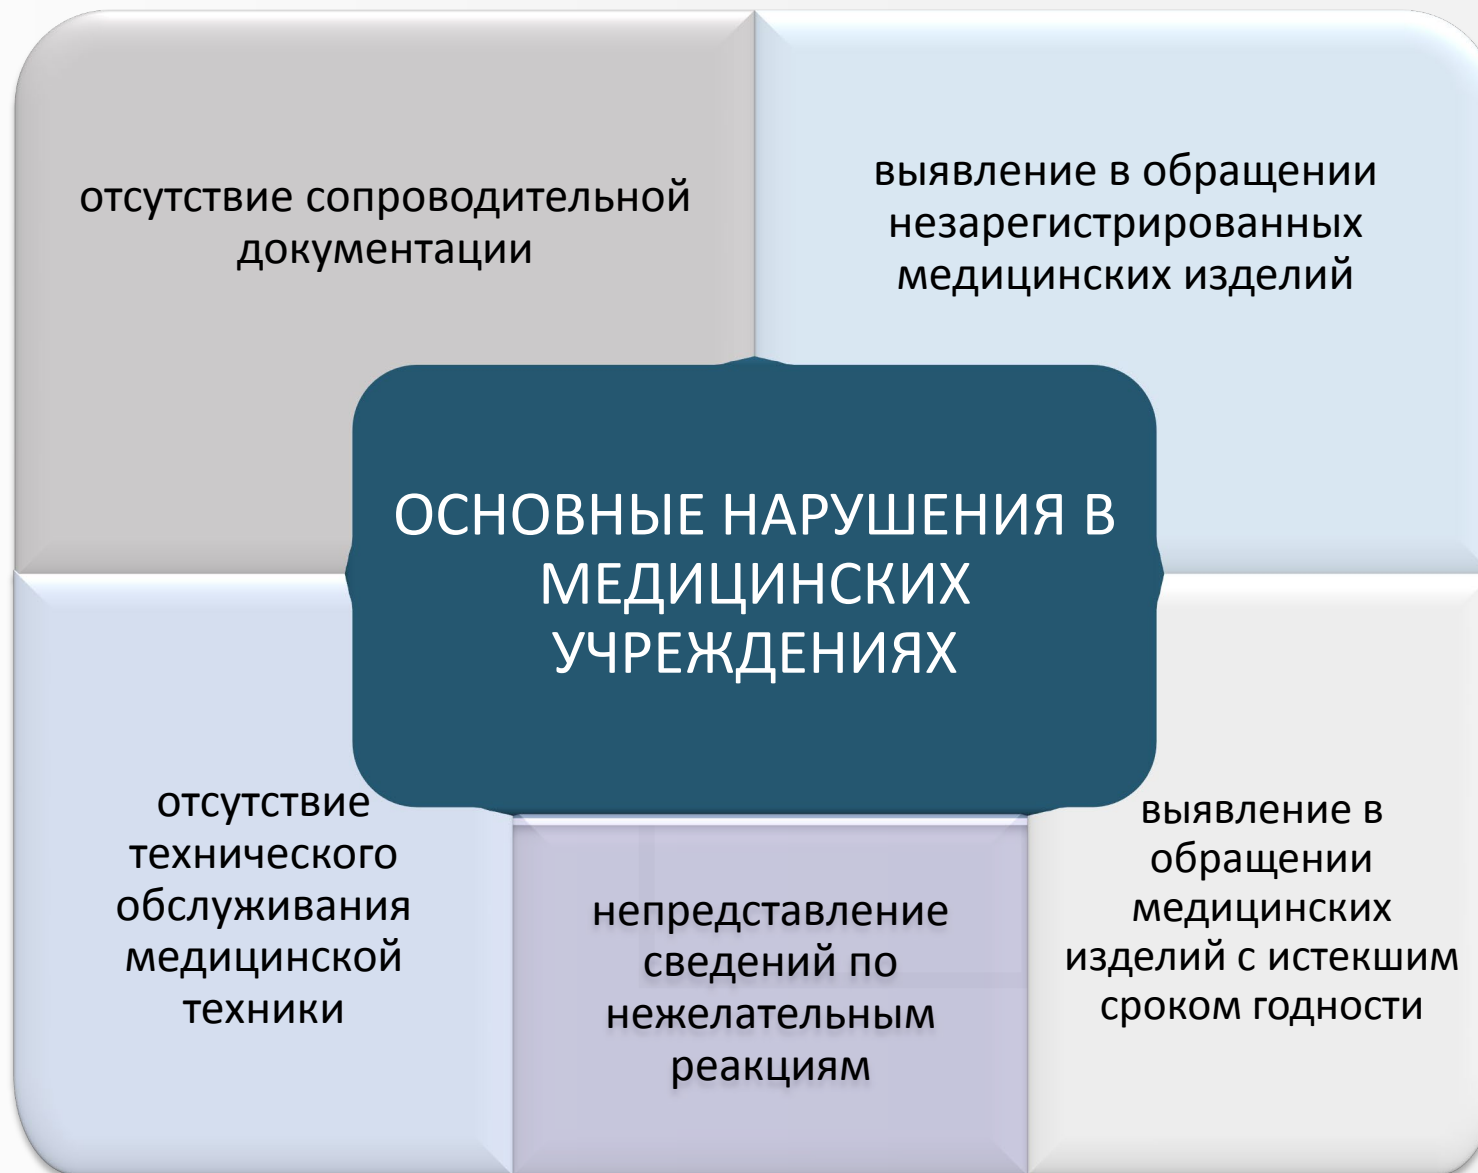 отсутствие сопроводительной
документации
выявление в обращении
незарегистрированных
медицинских изделий
ОСНОВНЫЕ НАРУШЕНИЯ В
МЕДИЦИНСКИХ
УЧРЕЖДЕНИЯХ
отсутствие
технического
обслуживания
медицинской
техники
непредставление
сведений по
нежелательным
реакциям
выявление в
обращении
медицинских
изделий с истекшим
сроком годности